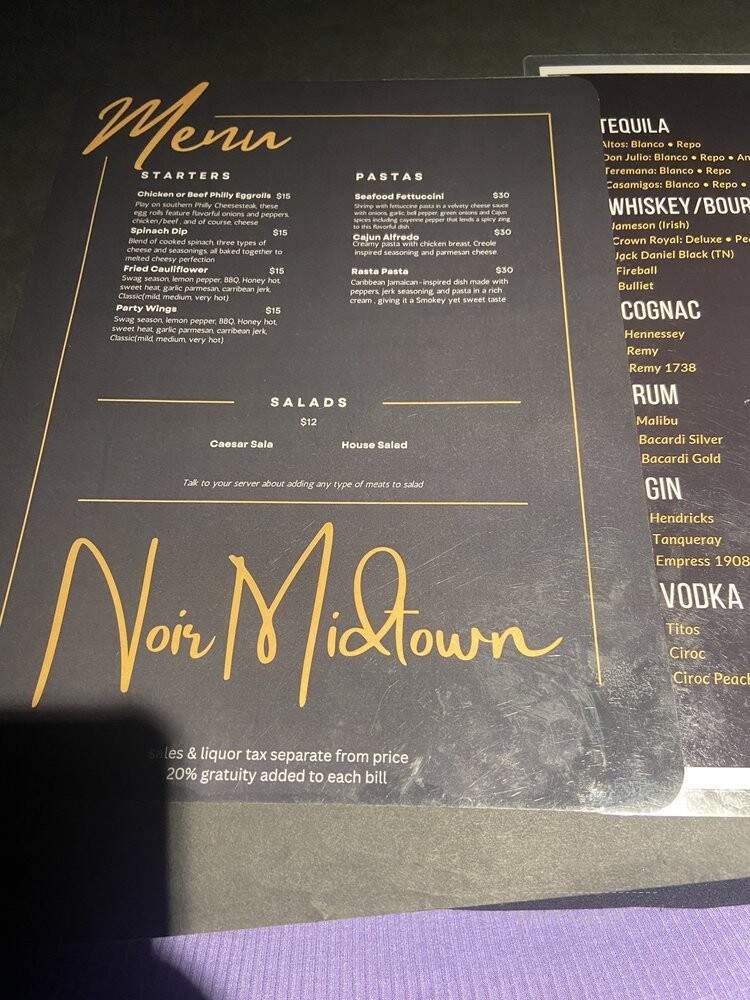 Menu
STARTERS
Chicken or Beef Philly Eggrolls $15
Play on southern Philly Cheesesteak, these
egg rolls feature flavorful onions and peppers,
chicken/beef, and of course, cheese
Spinach Dip $15
Blend of cooked spinach, three types of
cheese and seasonings, all baked together to
melted cheesy perfection
Fried Cauliflower $15
Swag season, lemon pepper, BBQ, Honey hot,
sweet heat, garlic parmesan, carribean jerk,
Classic(mild, medium, very hot)
Party Wings $15
Swag season, lemon pepper, BBQ, Honey hot,
sweet heat, garlic parmesan, carribean jerk,
Classic(mild, medium, very hot)
PASTAS
Seafood Fettuccini $30
Shrimp with fettuccine pasta in a velvety cheese sauce
with onions, garlic, bell pepper, green onions and Cajun
spices including cayenne pepper that lends a spicy zing
to this flavorful dish.
Cajun Alfredo $30
Creamy pasta with chicken breast, Creole
inspired seasoning and parmesan cheese
Rasta Pasta $30
Caribbean Jamaican-inspired dish made with
peppers, jerk seasoning, and pasta in a rich
cream , giving it a Smokey yet sweet taste
SALADS
$12
Caesar Sala House Salad
Talk to your server about adding any type of meats to salad
Noir Midtown
sales & liquor tax separate from price
20% gratuity added to each bill
TEQUILA
Altos: Blanco • Repo
Don Julio: Blanco • Repo • An
Teremana: Blanco • Repo
Casamigos: Blanco • Repo •
WHISKEY/BOUR
Jameson (Irish)
Crown Royal: Deluxe • Pe
Jack Daniel Black (TN)
Fireball
Bulliet
COGNAC
Hennessey
Remy
Remy 1738
RUM
Malibu
Bacardi Silver
Bacardi Gold
GIN
Hendricks
Tanqueray
Empress 1908
VODKA
Titos
Ciroc
Ciroc Peach